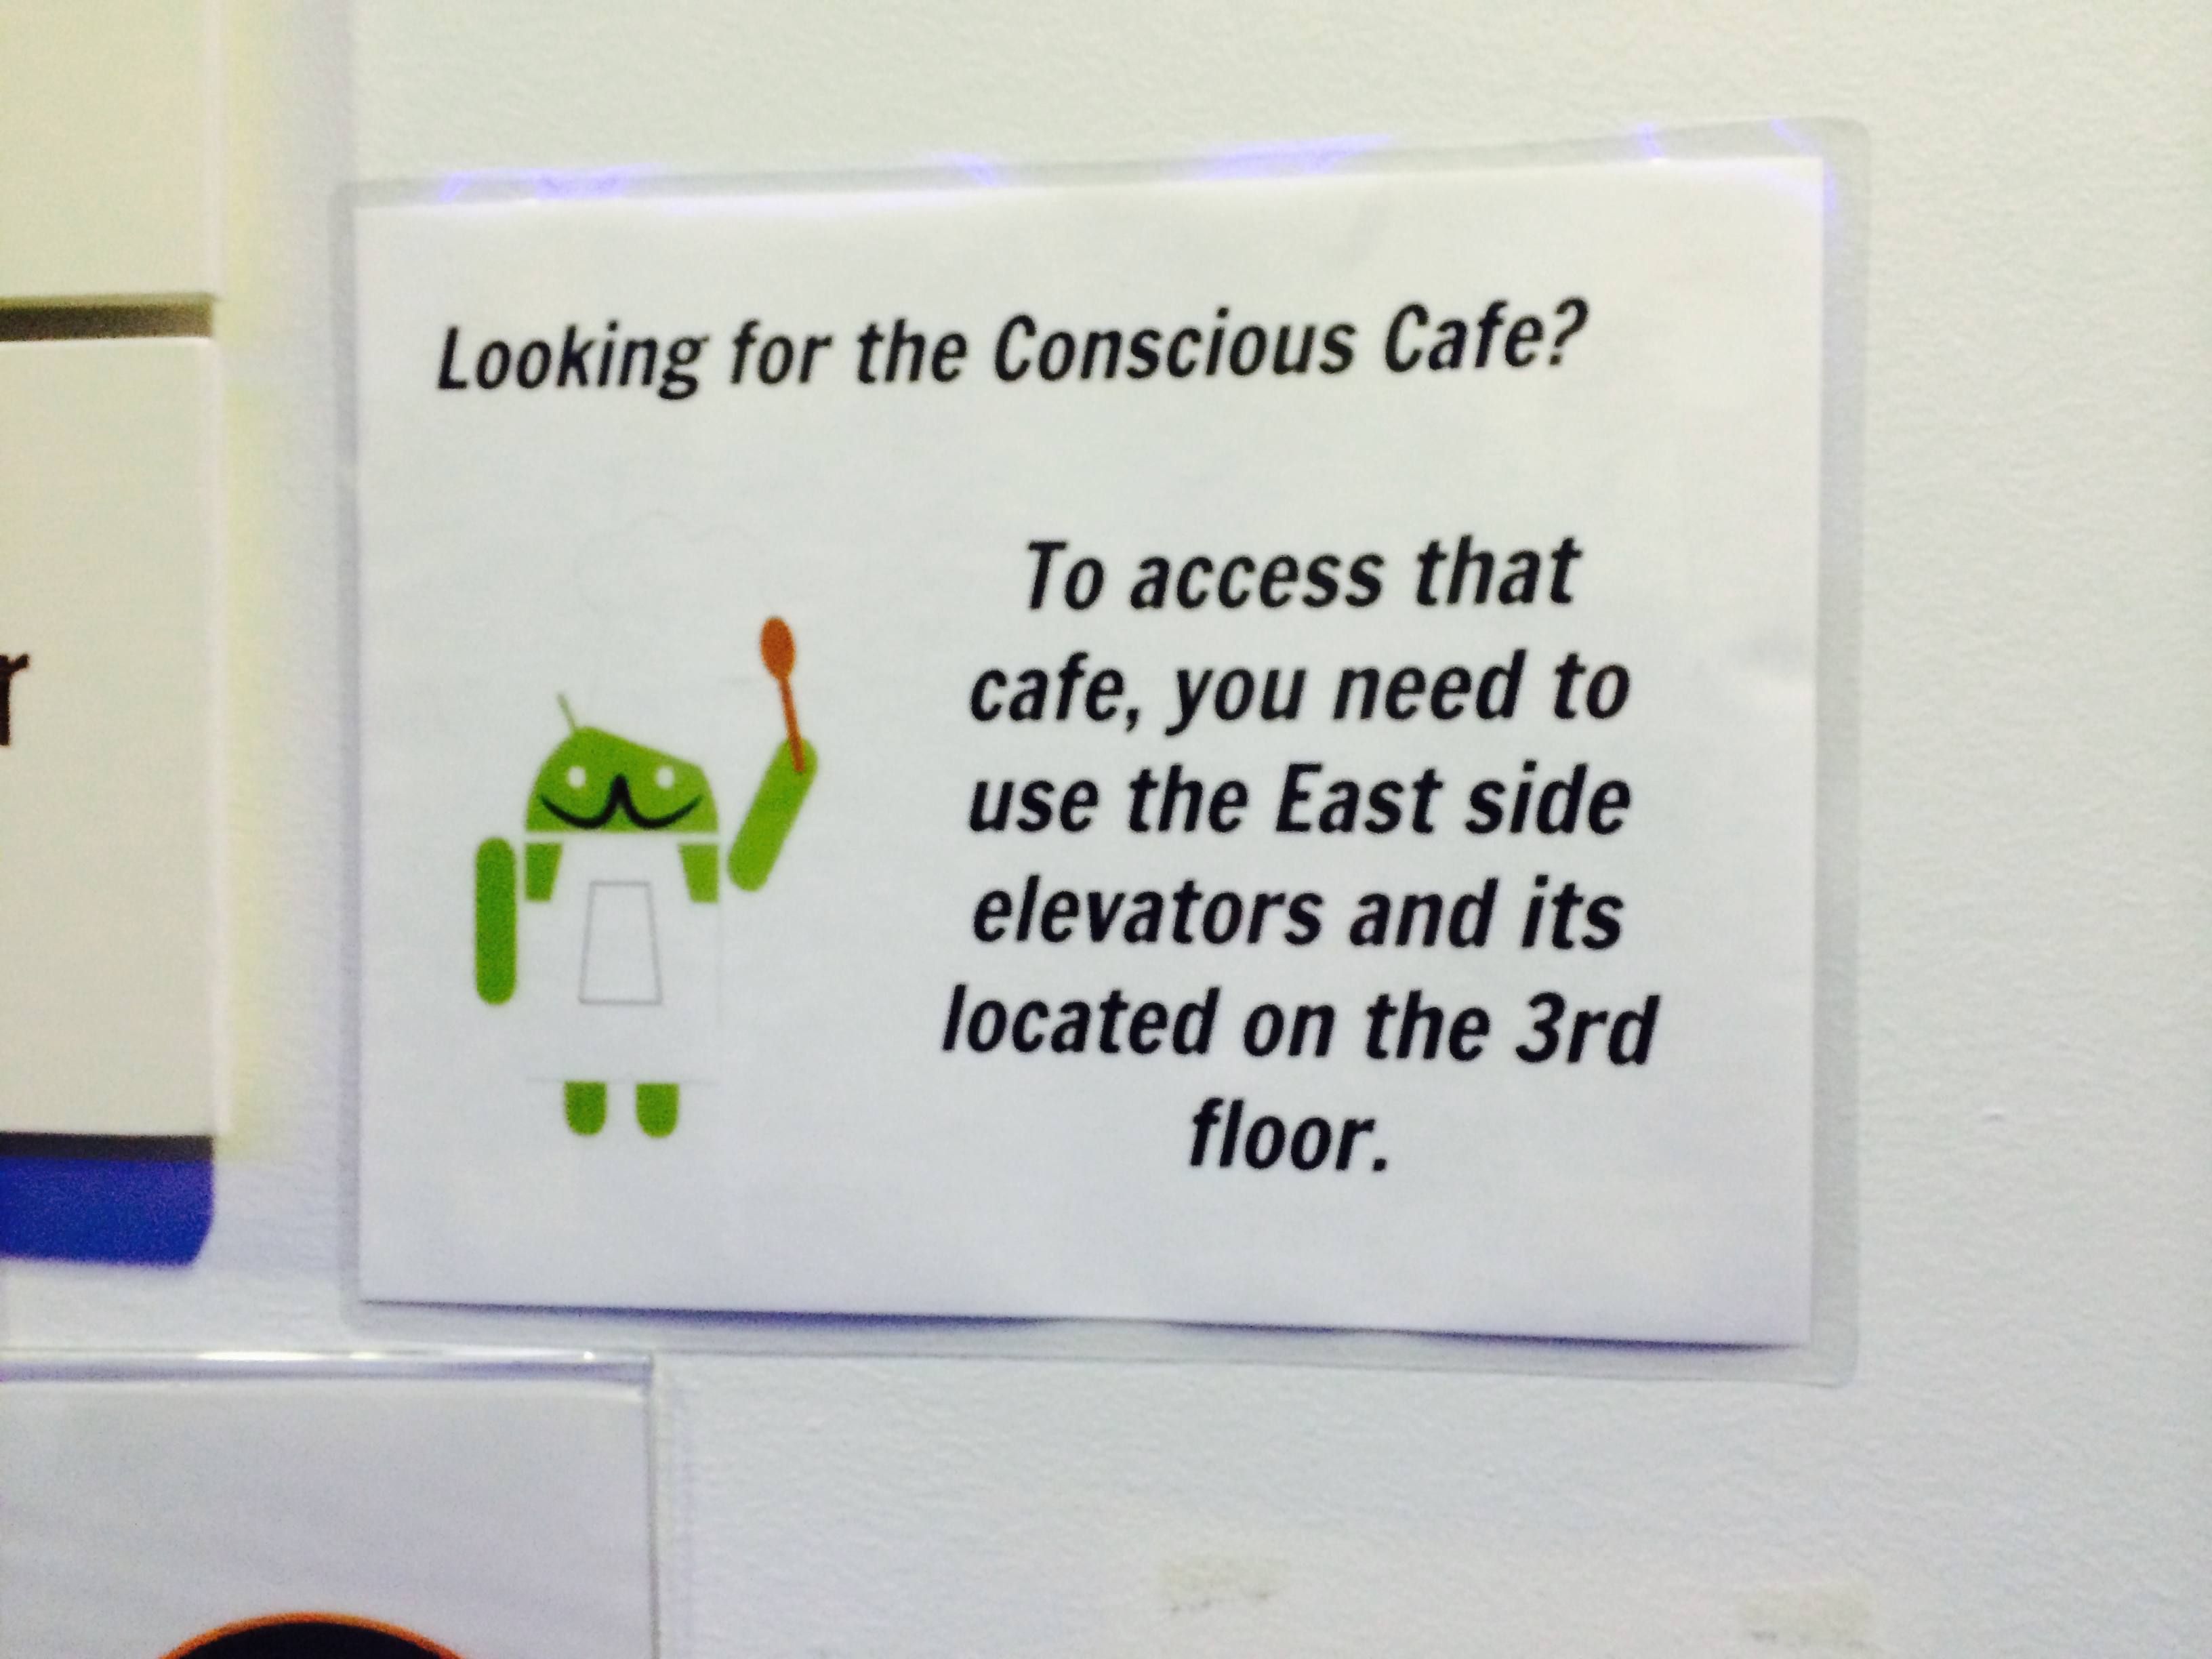 Looking for the Conscious Cafe?
To access that
cafe, you need to
use the East side
elevators and its
located on the 3rd
floor.
r